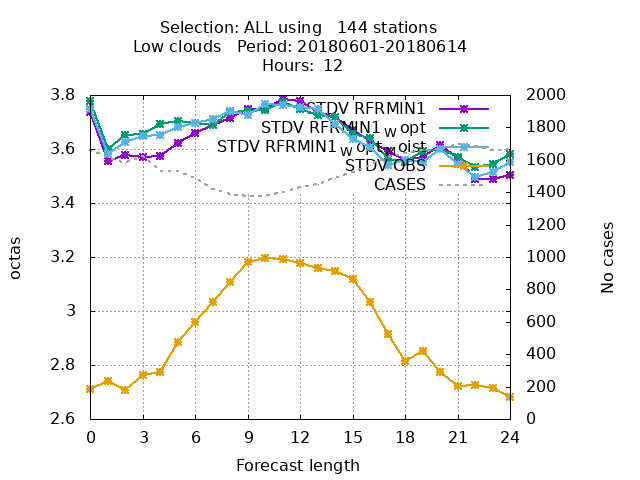 Selection: ALL using   144 stations
Low clouds   Period: 20180601-20180614
Hours:  12
STDV RFRMIN1
STDV RFRMIN1 w opt
STDV RFRMIN1 w opt moist
STDV OBS
CASES
octas
No cases
3.8
3.6
3.4
3.2
3
2.8
2.6
2000
1800
1600
1400
1200
1000
800
600
400
200
0
0 3 6 9 12 15 18 21 24
Forecast length